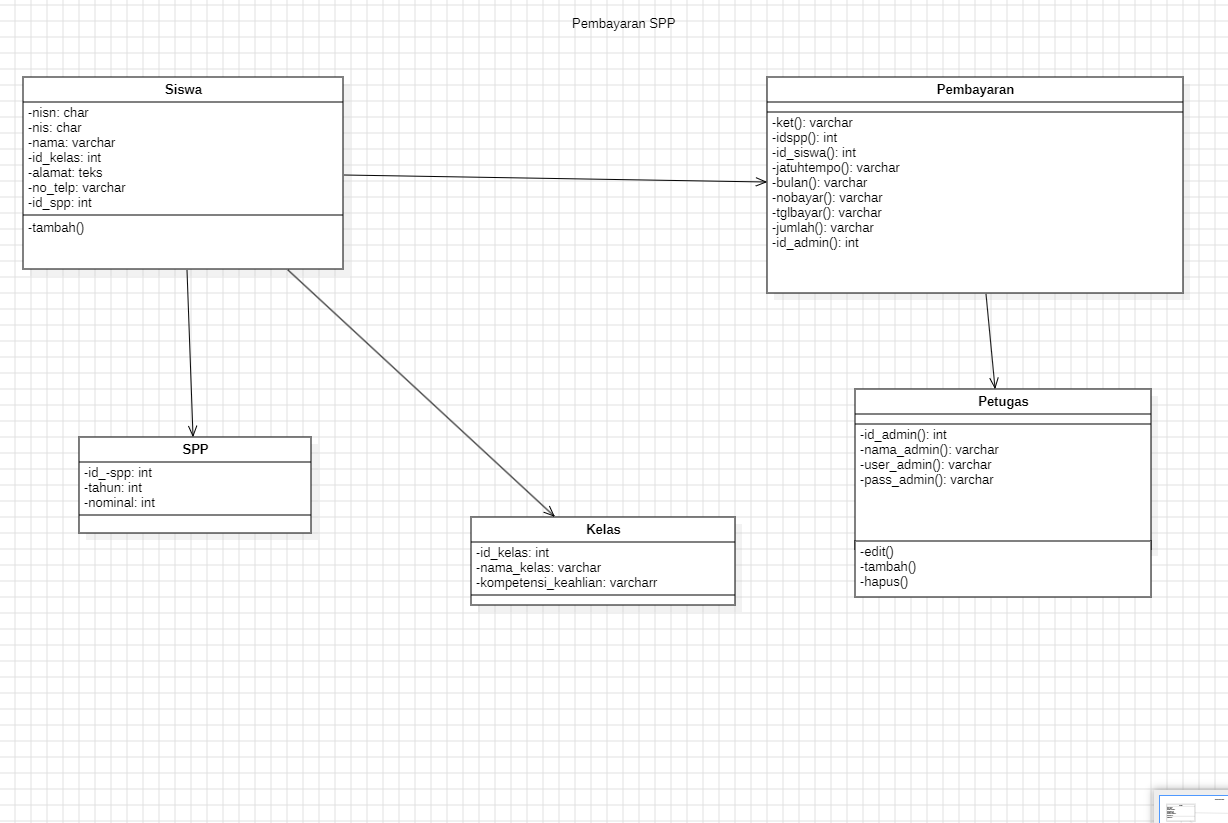 Pembayaran SPP
Siswa
-nisn: char
-nis: char
-nama: varchar
-id_kelas: int
-alamat: teks
-no_telp: varchar
-id_spp: int
-tambah()
Pembayaran
-ket(): varchar
-idspp(): int
-id_siswa(): int
-jatuhtempo(): varchar
-bulan(): varchar
-nobayar(): varchar
-tglbayar(): varchar
-jumlah(): varchar
-id_admin(): int
SPP
-id_-spp: int
-tahun: int
-nominal: int
Kelas
-id_kelas: int
-nama_kelas: varchar
-kompetensi_keahlian: varcharr
Petugas
-id_admin(): int
-nama_admin(): varchar
-user_admin(): varchar
-pass_admin(): varchar
-edit()
-tambah()
-hapus()